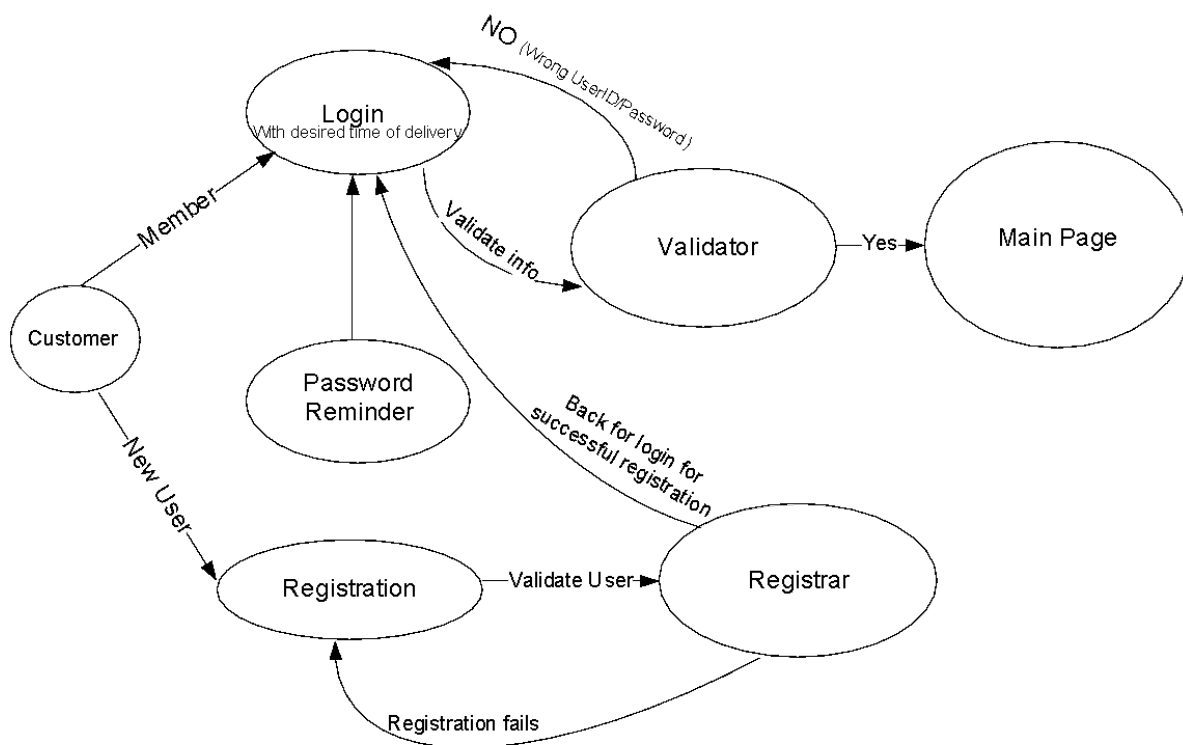 NO (Wrong UserID/Password)
Login
With desired time of delivery
Member
Validate info
Validator
Yes
Main Page
Customer
Password
Reminder
Back for login for
successful registration
New User
Registration
Validate User
Registrar
Registration fails